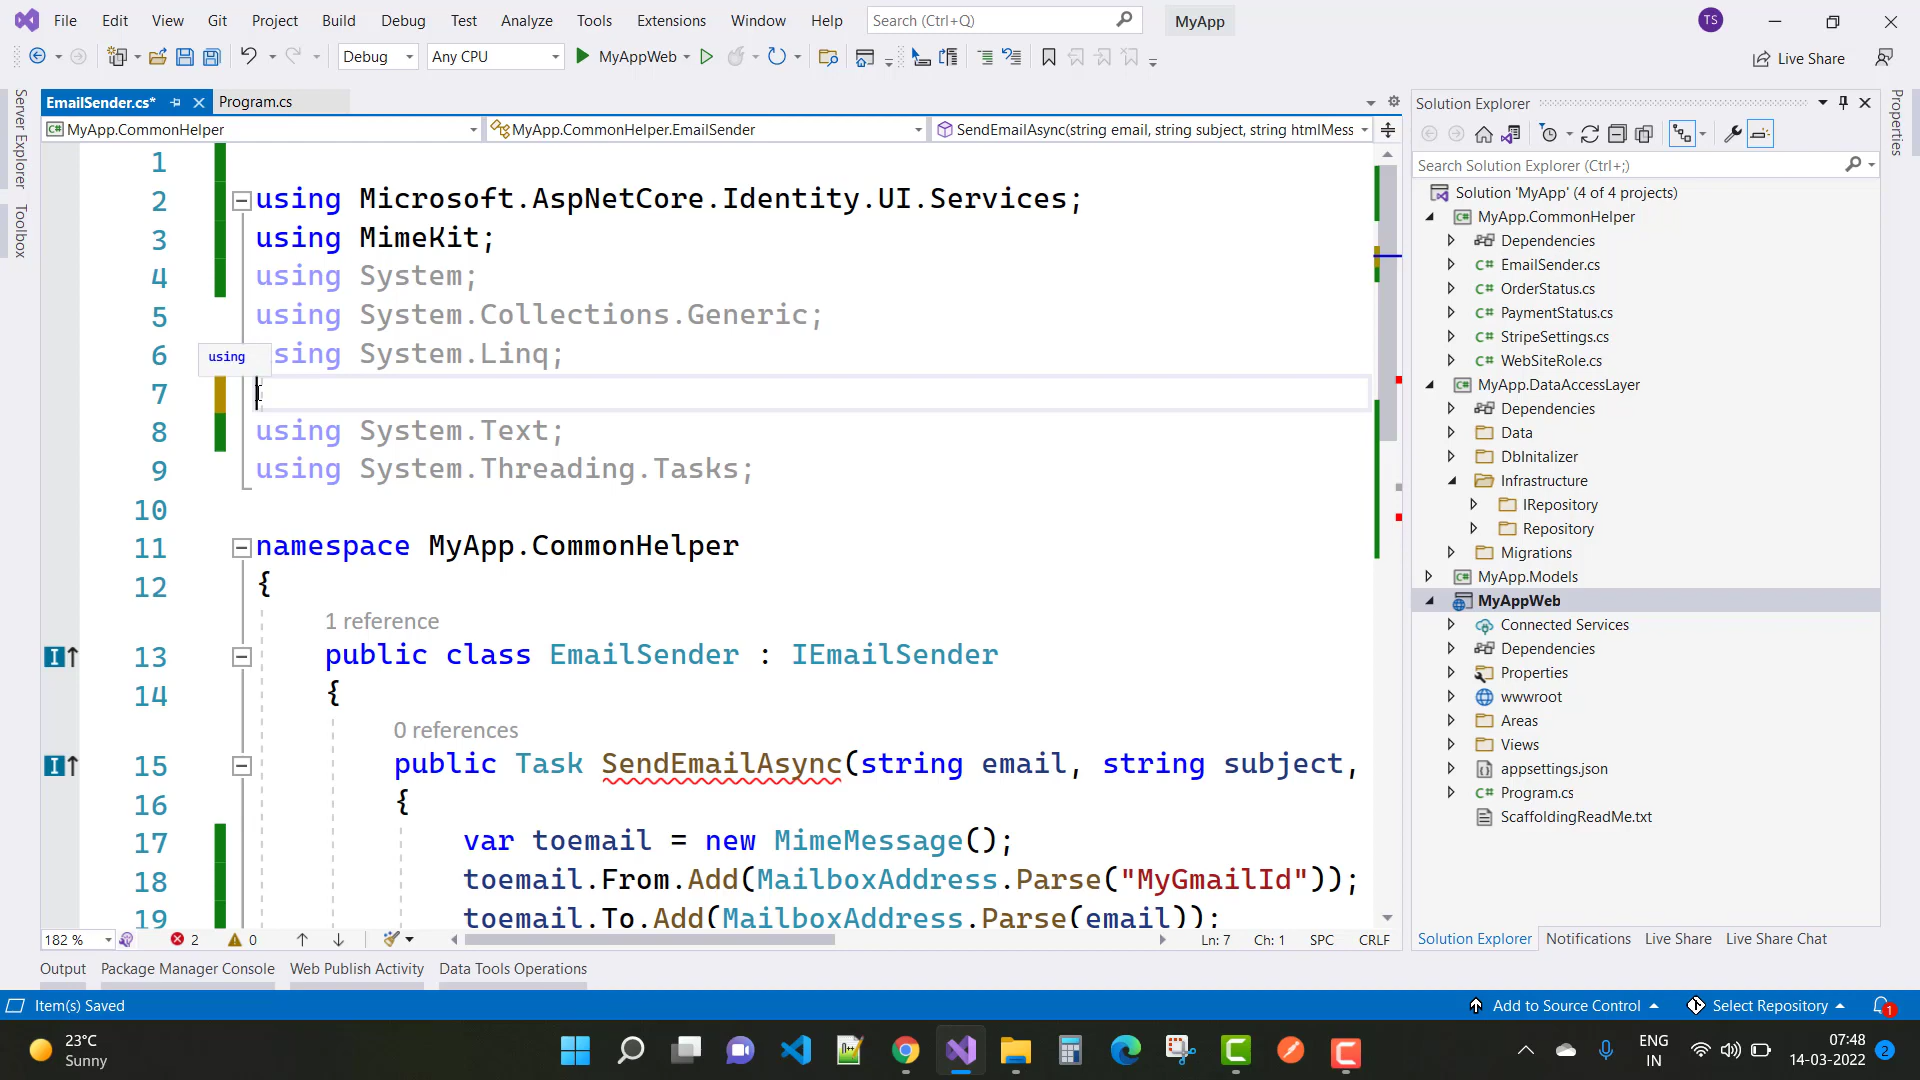 File Edit View Git Project Build Debug Test Analyze Tools Extensions Window Help Search (Ctrl+Q) MyApp TS
Debug Any CPU MyAppWeb Live Share
Server Explorer
Toolbox
EmailSender.cs* Program.cs
MyApp.CommonHelper MyApp.CommonHelper.EmailSender SendEmailAsync(string email, string subject, string htmlMess
1
2 using Microsoft.AspNetCore.Identity.UI.Services;
3 using MimeKit;
4 using System;
5 using System.Collections.Generic;
6 using sing System.Linq;
7
8 using System.Text;
9 using System.Threading.Tasks;
10
11 namespace MyApp.CommonHelper
12 {
1 reference
13 public class EmailSender : IEmailSender
14 {
0 references
15 public Task SendEmailAsync(string email, string subject,
16 {
17 var toemail = new MimeMessage();
18 toemail.From.Add(MailboxAddress.Parse("MyGmailId"));
19 toemail.To.Add(MailboxAddress.Parse(email));
182 % 2 0 Ln: 7 Ch: 1 SPC CRLF
Solution Explorer
Search Solution Explorer (Ctrl+;)
Solution 'MyApp' (4 of 4 projects)
MyApp.CommonHelper
Dependencies
C# EmailSender.cs
C# OrderStatus.cs
C# PaymentStatus.cs
C# StripeSettings.cs
C# WebSiteRole.cs
MyApp.DataAccessLayer
Dependencies
Data
DbInitalizer
Infrastructure
IRepository
Repository
Migrations
MyApp.Models
MyAppWeb
Connected Services
Dependencies
Properties
wwwroot
Areas
Views
appsettings.json
C# Program.cs
ScaffoldingReadMe.txt
Solution Explorer Notifications Live Share Live Share Chat
Properties
Output Package Manager Console Web Publish Activity Data Tools Operations
Item(s) Saved Add to Source Control Select Repository 1
23°C
Sunny
ENG
IN
07:48
14-03-2022
2